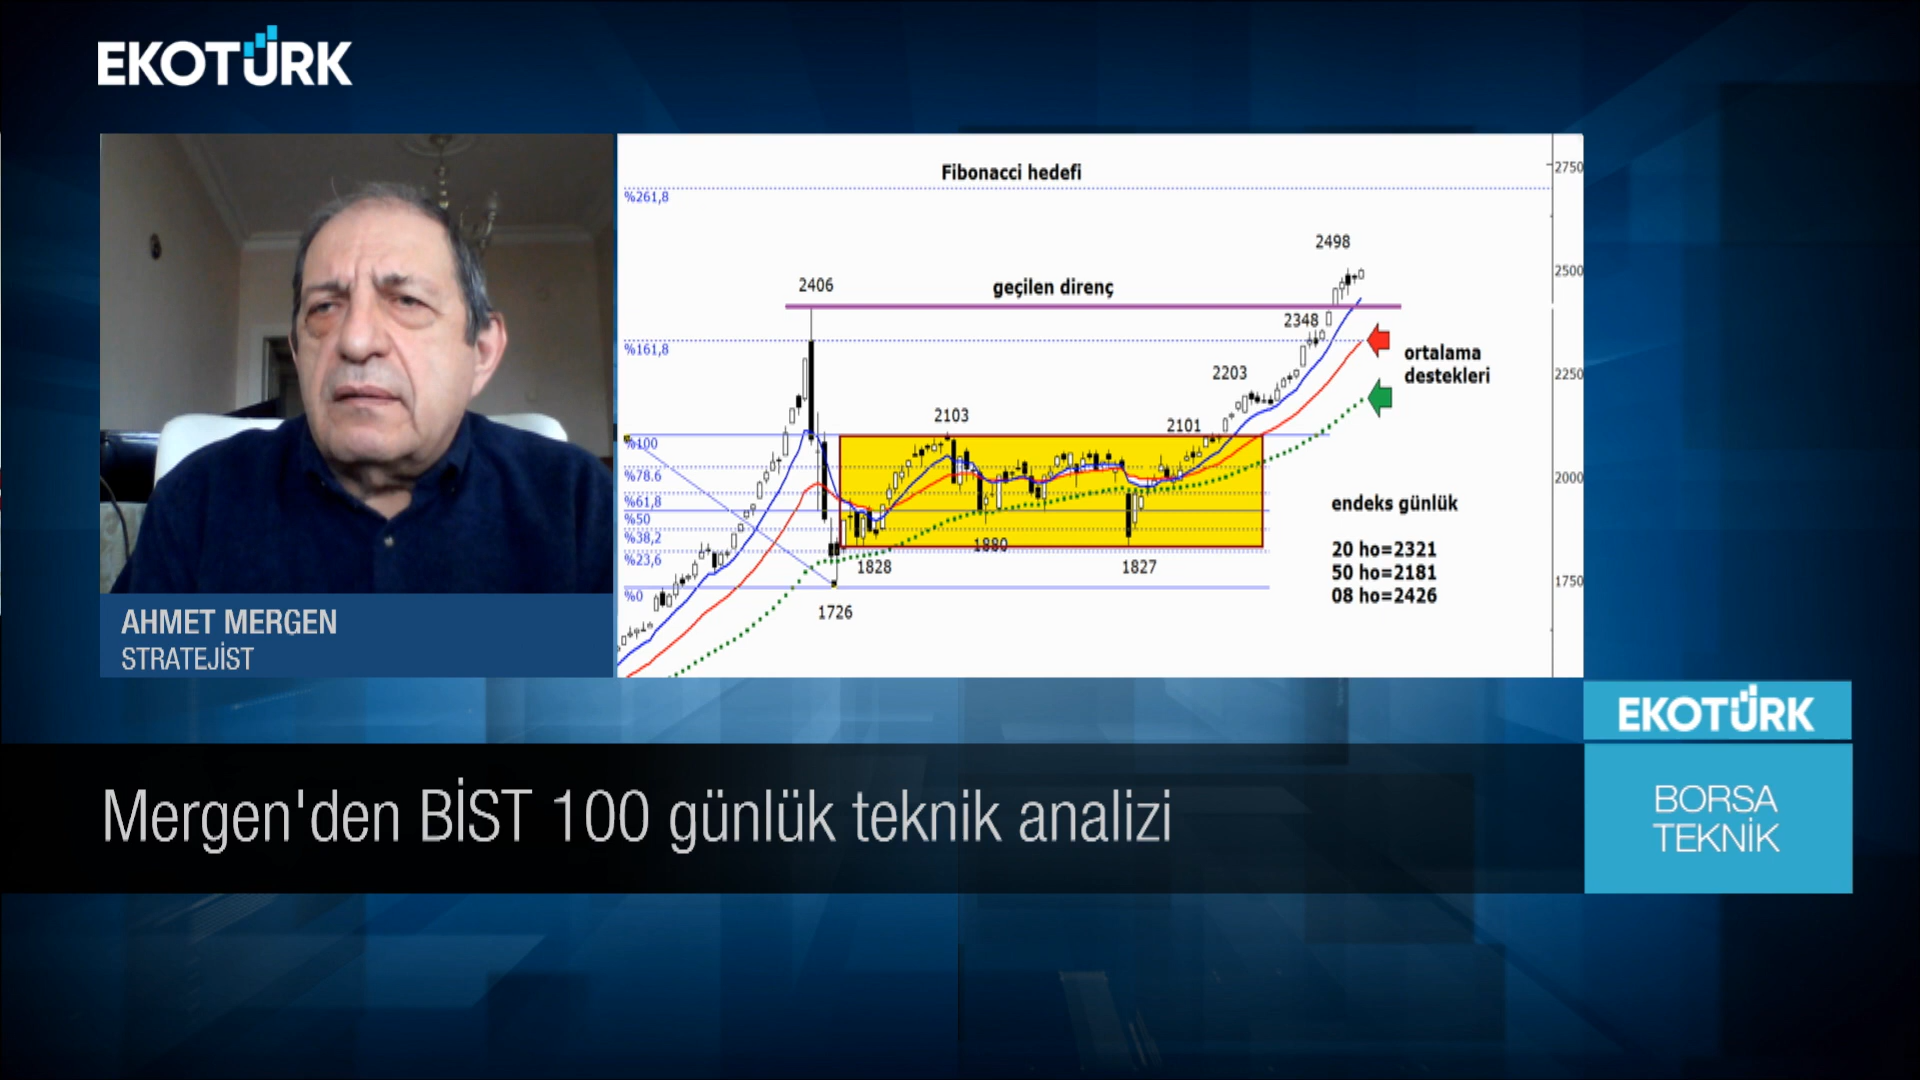 EKOTÜRK
Fibonacci hedefi
2750
%261,8
2498
2500
2406
geçilen direnç
2348
%161,8
ortalama
destekleri
2250
2203
2103
2101
%100
%78.6
2000
%61,8
endeks günlük
%50
%38,2
1880
20 ho=2321
%23,6
1828
1827
50 ho=2181
1750
%0
08 ho=2426
1726
AHMET MERGEN
STRATEJİST
EKOTÜRK
Mergen'den BİST 100 günlük teknik analizi
BORSA
TEKNİK